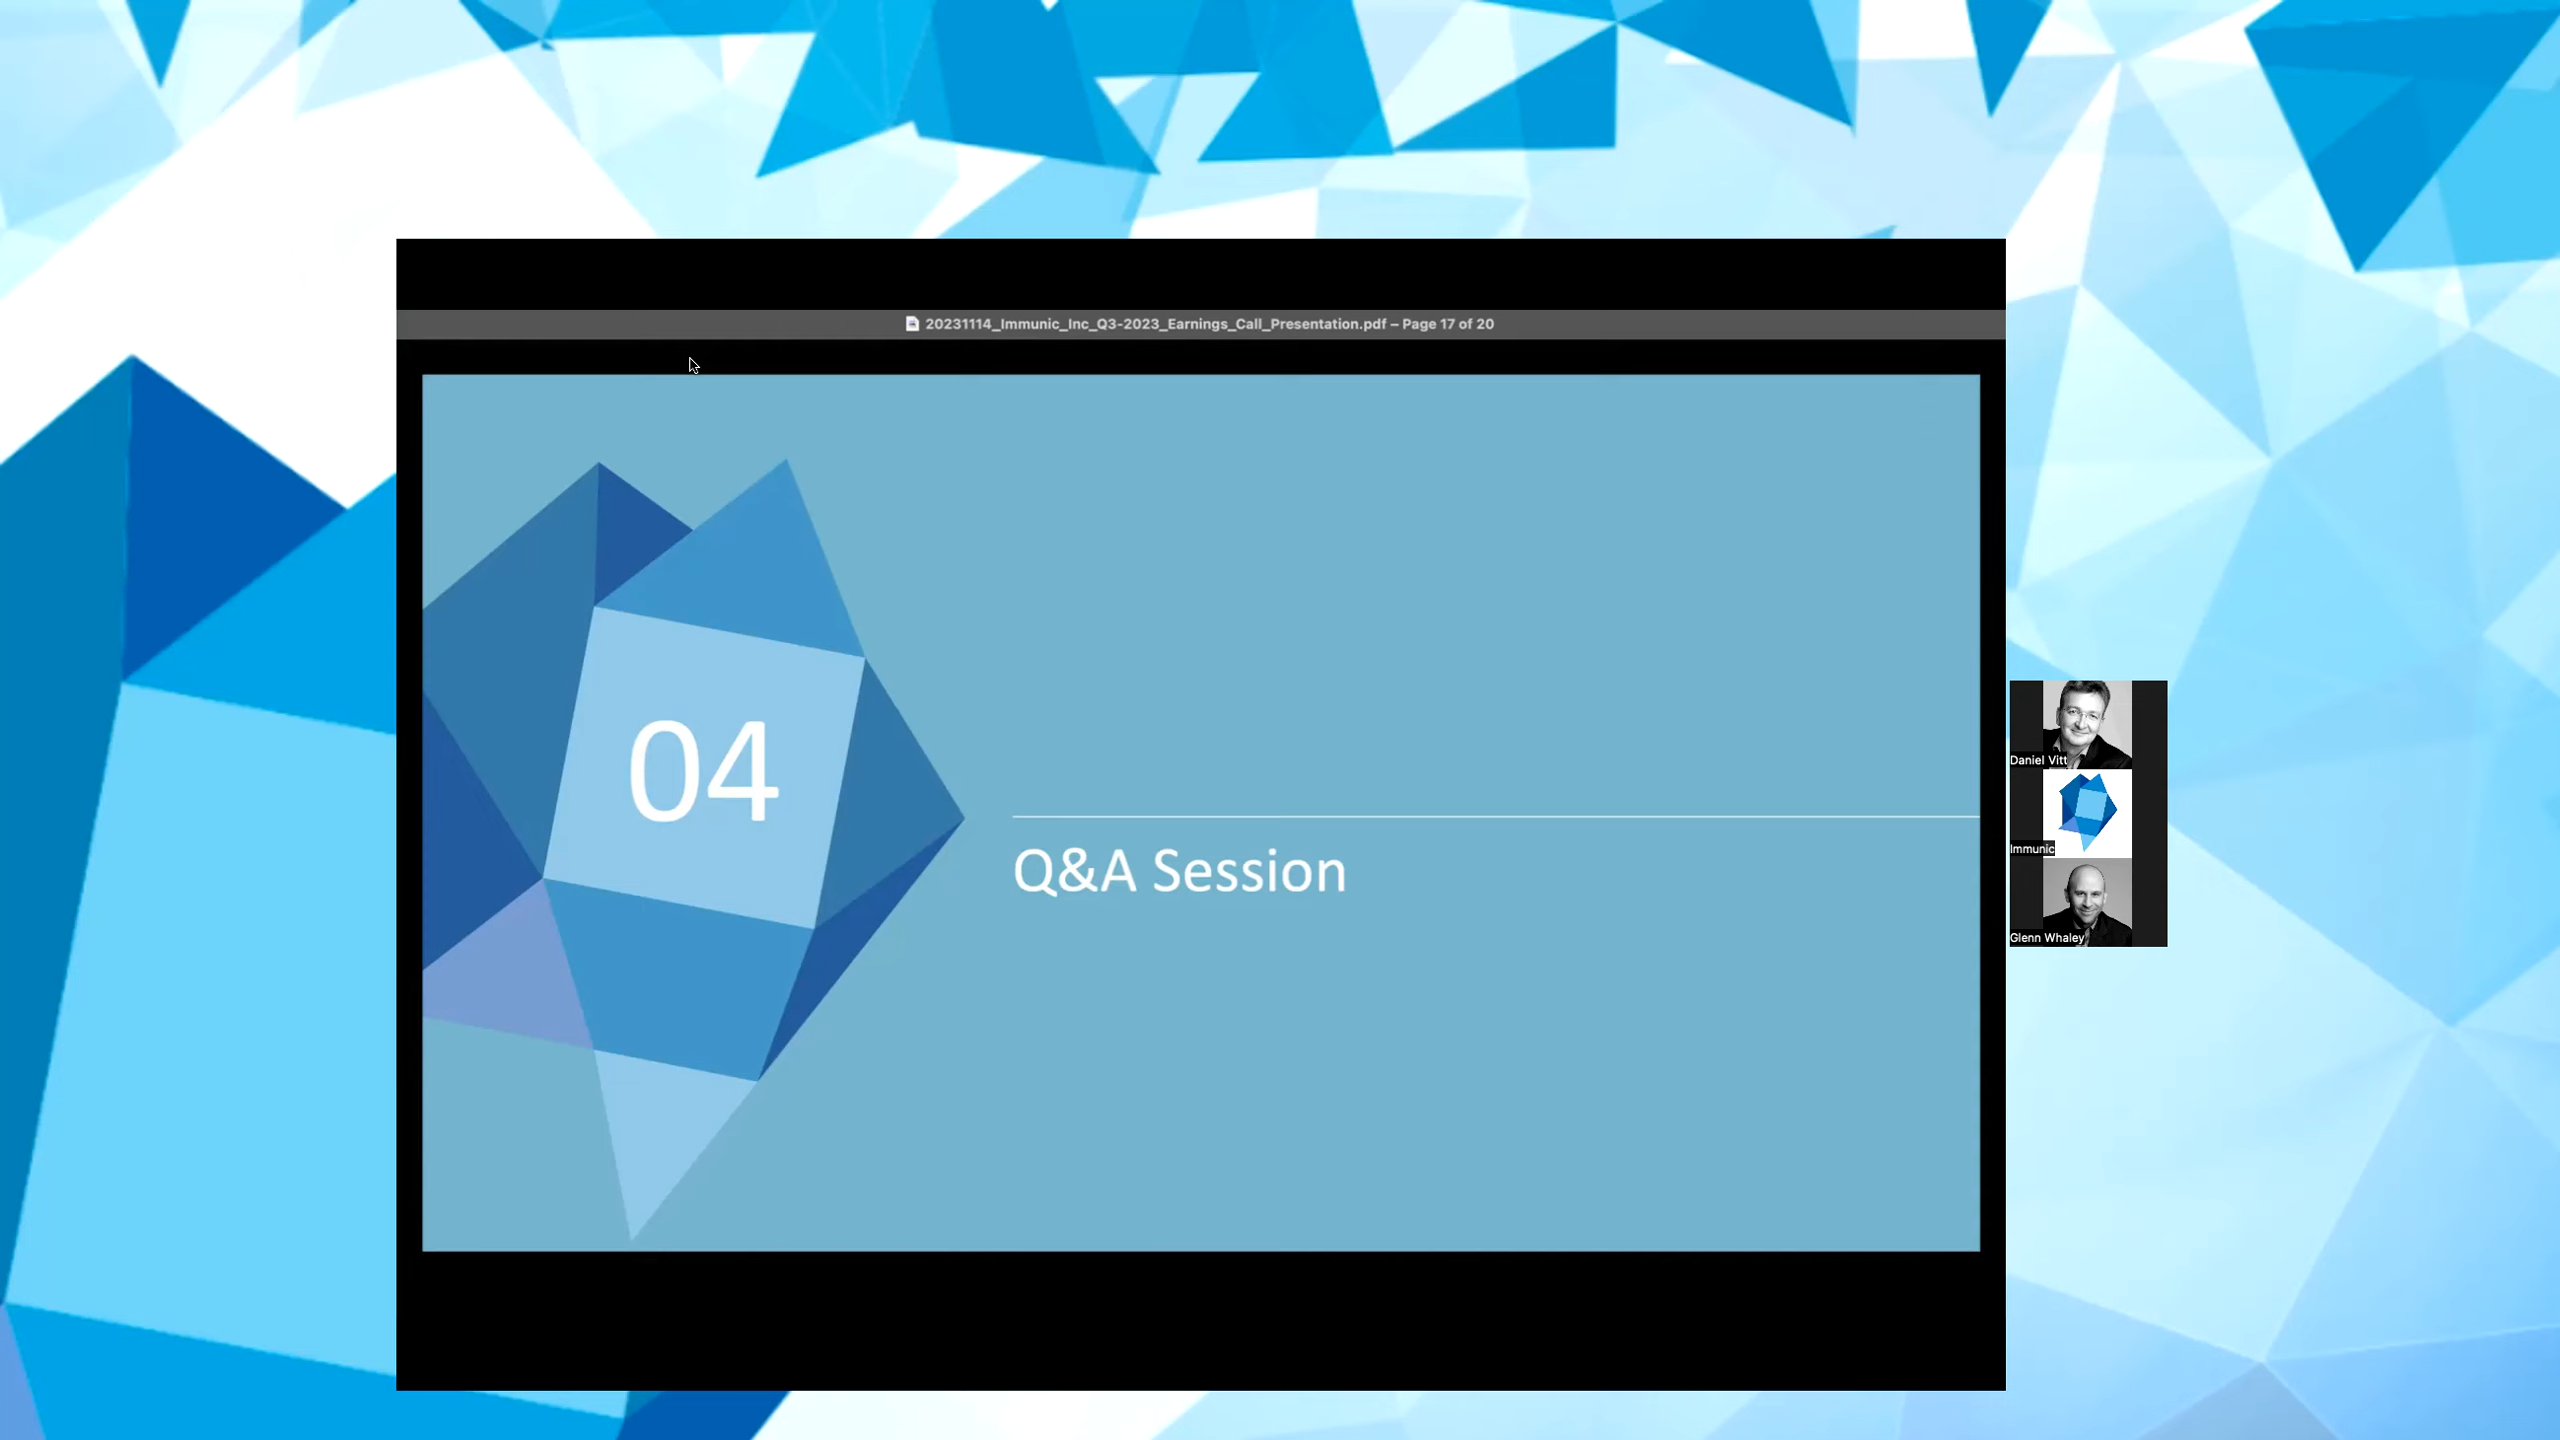 20231114_Immunic_Inc_Q3-2023_Earnings_Call_Presentation.pdf – Page 17 of 20
04
Q&A Session
Daniel Vitt
Immunic
Glenn Whaley